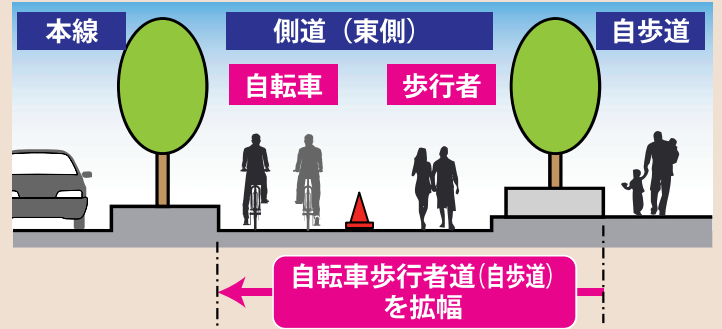 本線
側道（東側）
自歩道
自転車
歩行者
自転車歩行者道（自歩道）
を拡幅